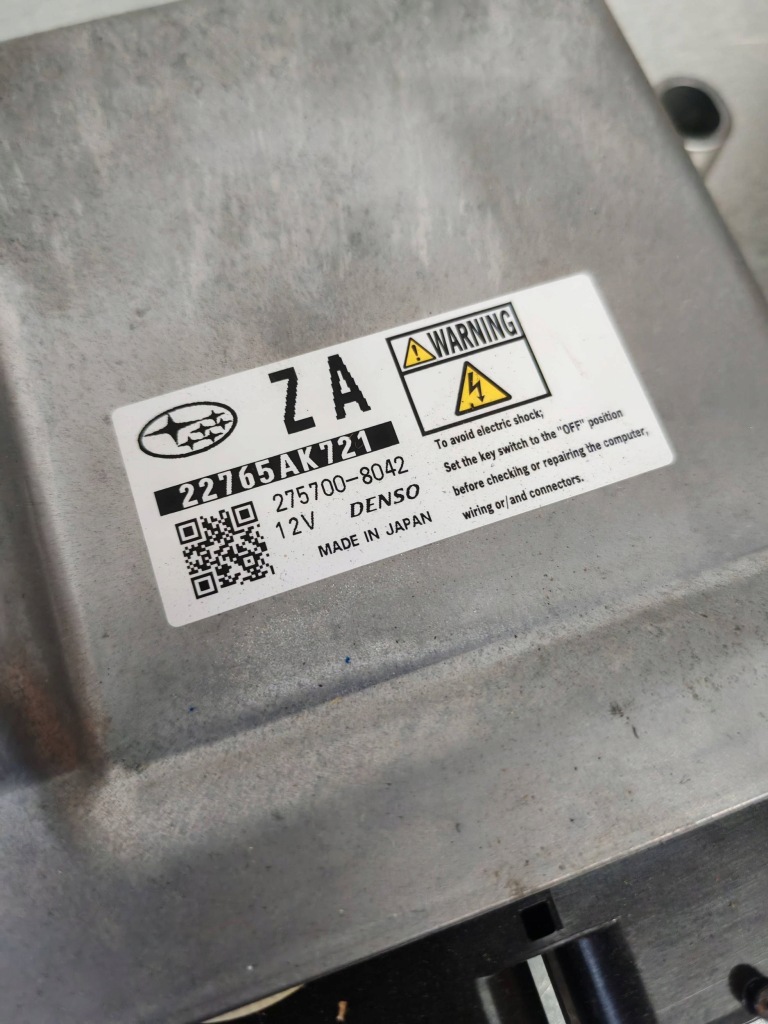 ZA
22765AK721
275700-8042
12V DENSO
MADE IN JAPAN
WARNING
To avoid electric shock;
Set the key switch to the "OFF" position
before checking or repairing the computer,
wiring or/and connectors.